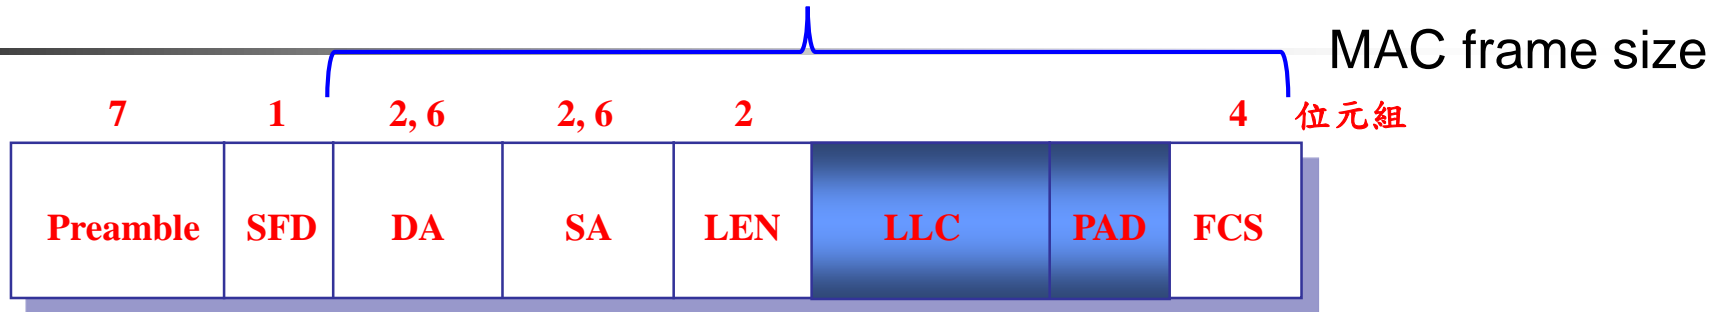 MAC frame size
7 1 2, 6 2, 6 2 4 位元組
Preamble SFD DA SA LEN LLC PAD FCS